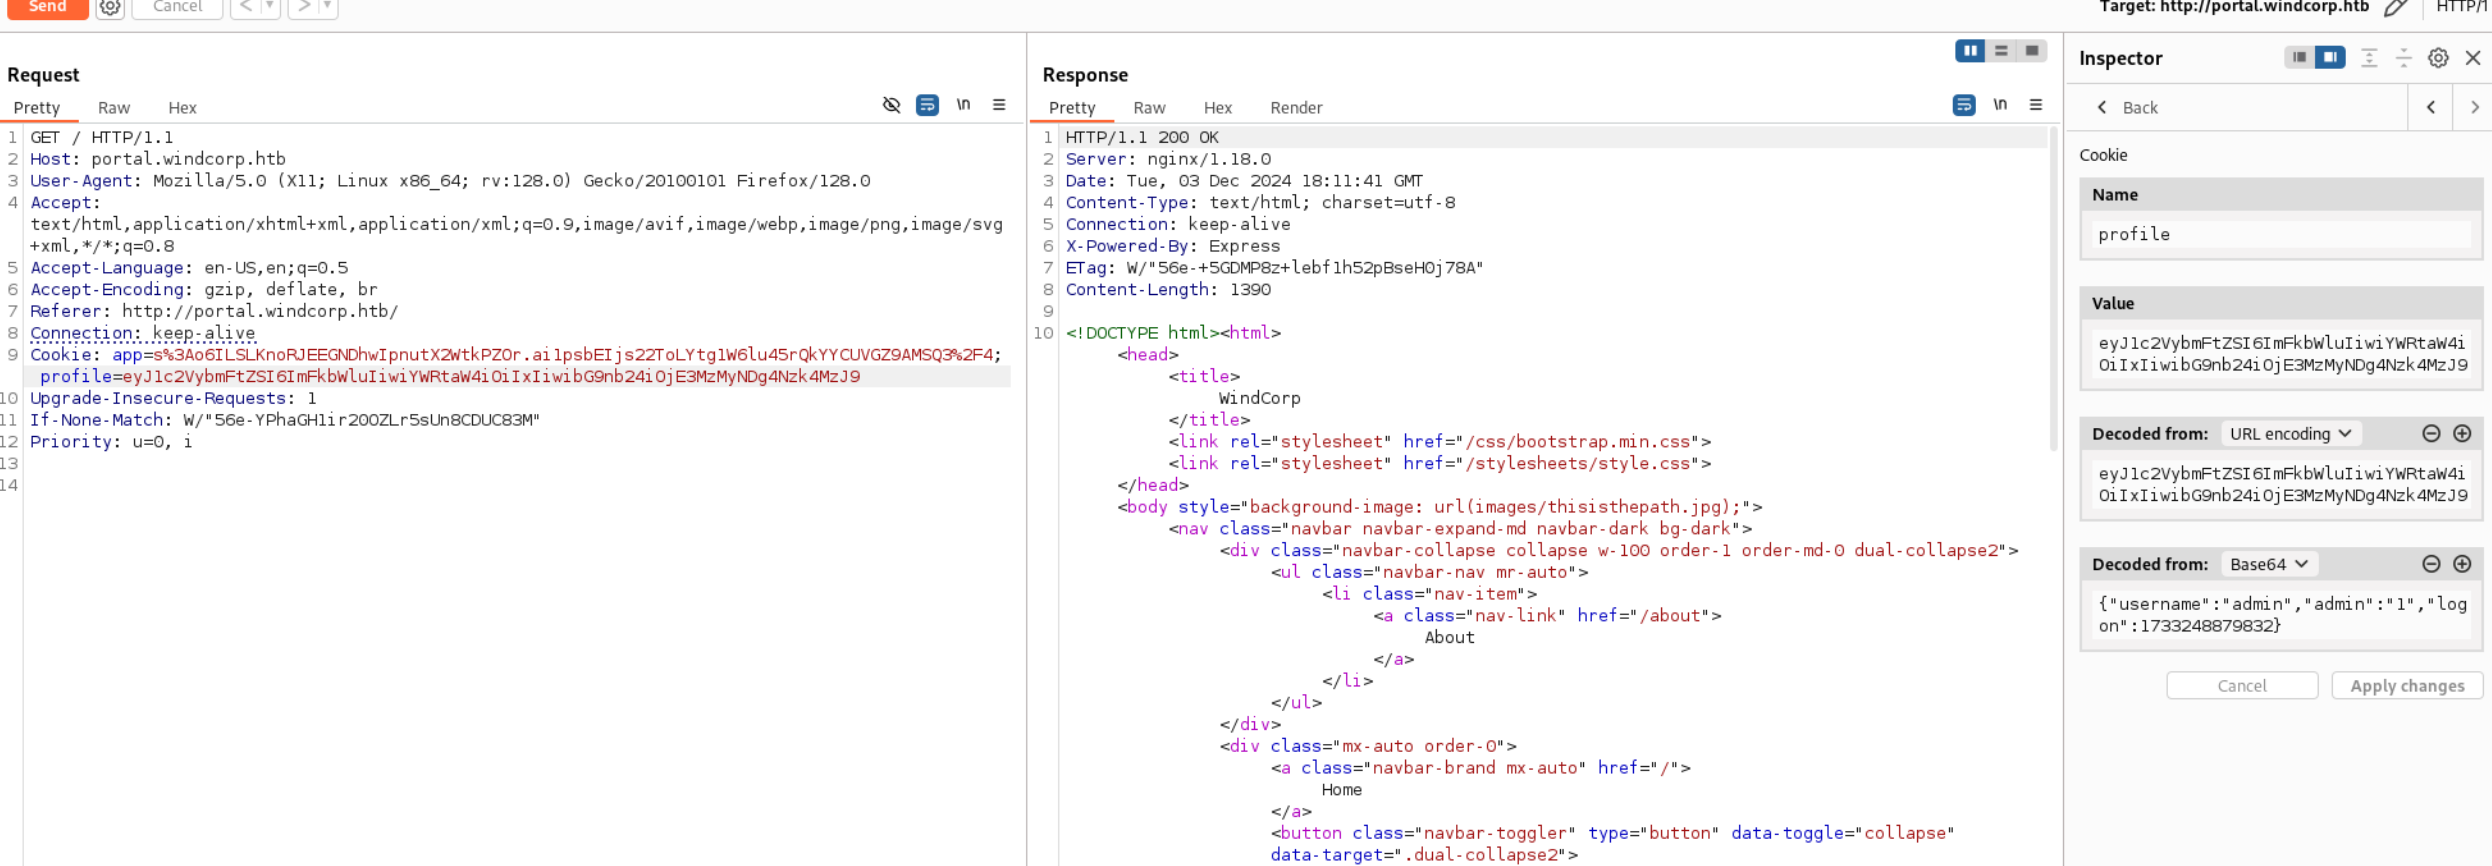 Send
Cancel
Target: http://portal.windcorp.htb
HTTP/1
Request
Pretty Raw Hex
\n
1 GET / HTTP/1.1
2 Host: portal.windcorp.htb
3 User-Agent: Mozilla/5.0 (X11; Linux x86_64; rv:128.0) Gecko/20100101 Firefox/128.0
4 Accept:
text/html,application/xhtml+xml,application/xml;q=0.9,image/avif,image/webp,image/png,image/svg
+xml,*/*;q=0.8
5 Accept-Language: en-US,en;q=0.5
6 Accept-Encoding: gzip, deflate, br
7 Referer: http://portal.windcorp.htb/
8 Connection: keep-alive
9 Cookie: app=s%3Ao6ILSLKnoRJEEGNDhwIpnutX2WtkPZOr.ai1psbEIjs22ToLYtg1W6lu45rQkYYCUVGZ9AMSQ3%2F4;
profile=eyJ1c2VybmFtZSI6ImFkbWluIiwiYWRtaW4iOiIxIiwibG9nb24iOjE3MzMyNDg4Nzk4MzJ9
10 Upgrade-Insecure-Requests: 1
11 If-None-Match: W/"56e-YPhaGH1ir200ZLr5sUn8CDUC83M"
12 Priority: u=0, i
13
14
Response
Pretty Raw Hex Render
\n
1 HTTP/1.1 200 OK
2 Server: nginx/1.18.0
3 Date: Tue, 03 Dec 2024 18:11:41 GMT
4 Content-Type: text/html; charset=utf-8
5 Connection: keep-alive
6 X-Powered-By: Express
7 ETag: W/"56e-+5GDMP8z+lebf1h52pBseH0j78A"
8 Content-Length: 1390
9
10 <!DOCTYPE html><html>
<head>
<title>
WindCorp
</title>
<link rel="stylesheet" href="/css/bootstrap.min.css">
<link rel="stylesheet" href="/stylesheets/style.css">
</head>
<body style="background-image: url(images/thisisthepath.jpg);">
<nav class="navbar navbar-expand-md navbar-dark bg-dark">
<div class="navbar-collapse collapse w-100 order-1 order-md-0 dual-collapse2">
<ul class="navbar-nav mr-auto">
<li class="nav-item">
<a class="nav-link" href="/about">
About
</a>
</li>
</ul>
</div>
<div class="mx-auto order-0">
<a class="navbar-brand mx-auto" href="/">
Home
</a>
<button class="navbar-toggler" type="button" data-toggle="collapse"
data-target=".dual-collapse2">
Inspector
Back
Cookie
Name
profile
Value
eyJ1c2VybmFtZSI6ImFkbWluIiwiYWRtaW4i
OiIxIiwibG9nb24iOjE3MzMyNDg4Nzk4MzJ9
Decoded from: URL encoding
eyJ1c2VybmFtZSI6ImFkbWluIiwiYWRtaW4i
OiIxIiwibG9nb24iOjE3MzMyNDg4Nzk4MzJ9
Decoded from: Base64
{"username":"admin","admin":"1","log
on":1733248879832}
Cancel
Apply changes